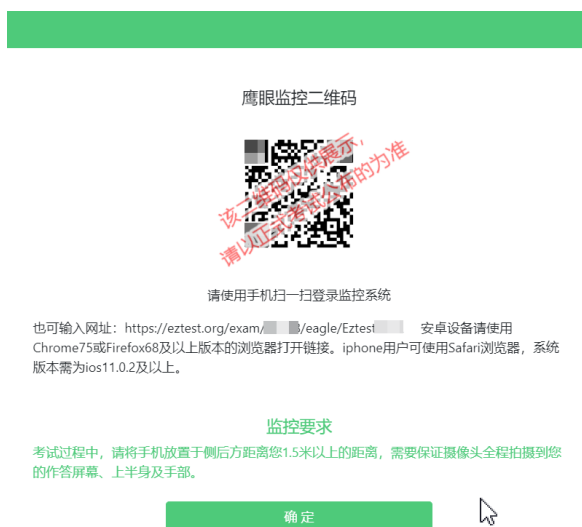 鹰眼监控二维码
该二维码仅供展示，
请以正式考试公布的为准
请使用手机扫一扫登录监控系统
也可输入网址：https://eztest.org/exam/ /eagle/Eztest 安卓设备请使用
Chrome75或Firefox68及以上版本的浏览器打开链接。iphone用户可使用Safari浏览器，系统
版本需为ios11.0.2及以上。
监控要求
考试过程中，请将手机放置于侧后方距离您1.5米以上的距离，需要保证摄像头全程拍摄到您
的作答屏幕、上半身及手部。
确定